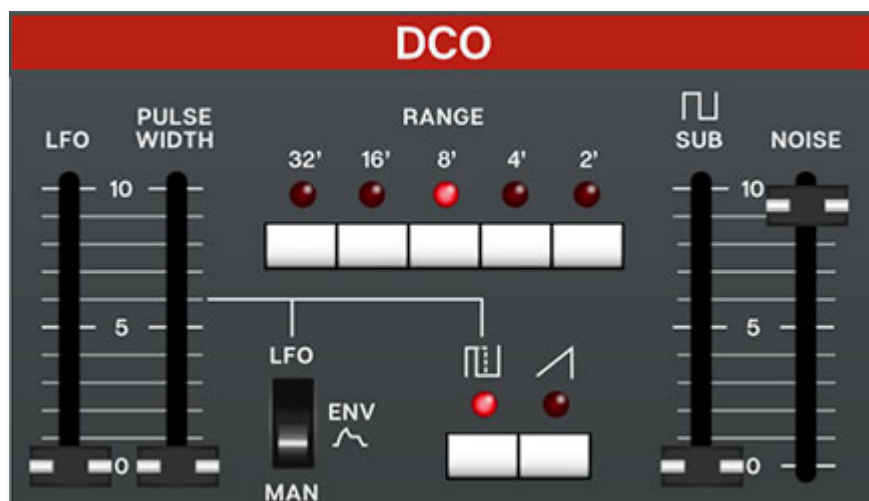 DCO
LFO
PULSE
WIDTH
RANGE
SUB
NOISE
32'
16'
8'
4'
2'
10
10
5
5
LFO
ENV
MAN
0
0